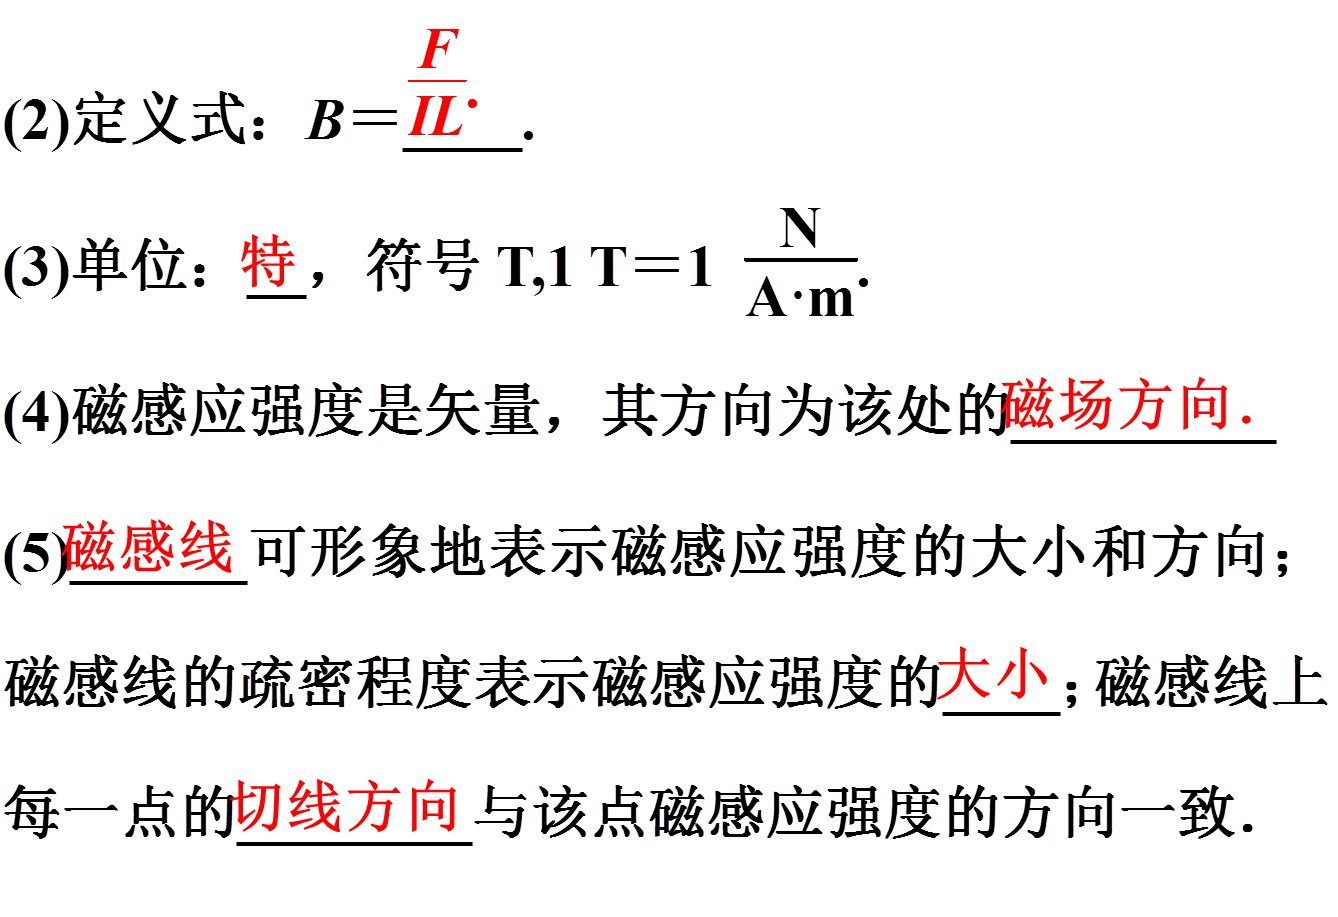 (2)定义式：B＝F/IL.．
(3)单位：特，符号 T,1 T＝1 N/A·m.
(4)磁感应强度是矢量，其方向为该处的磁场方向．
(5)磁感线可形象地表示磁感应强度的大小和方向；
磁感线的疏密程度表示磁感应强度的大小；磁感线上
每一点的切线方向与该点磁感应强度的方向一致．